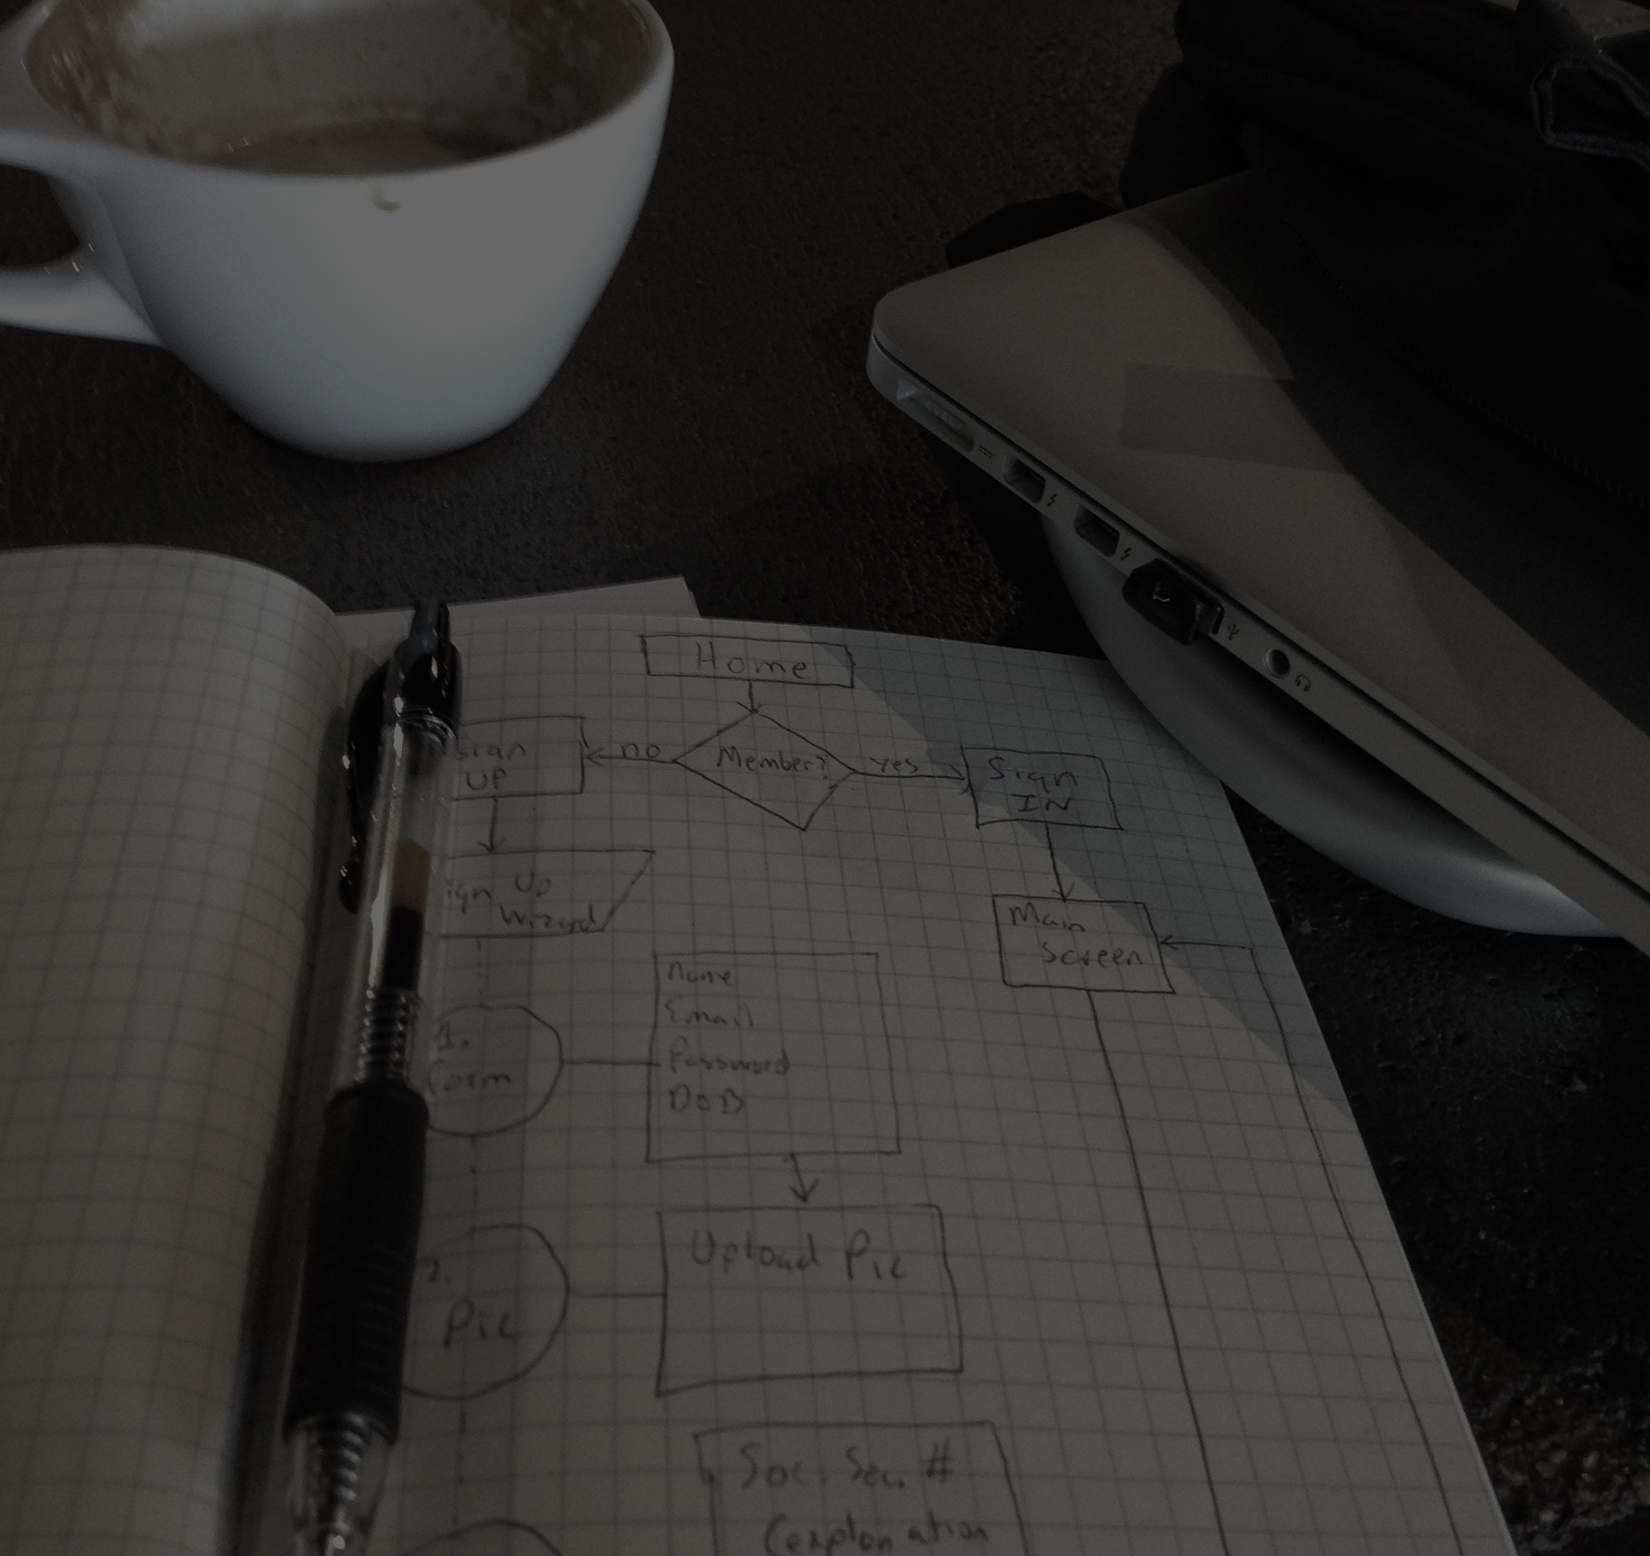 Home
Sign
UP
no
Member?
yes
Sign
IN
ign Up
Wizard
Main
Screen
Name
Email
Password
DOB
1.
Form
Upload Pic
2.
Pic
Soc. Sec. #
(explanation